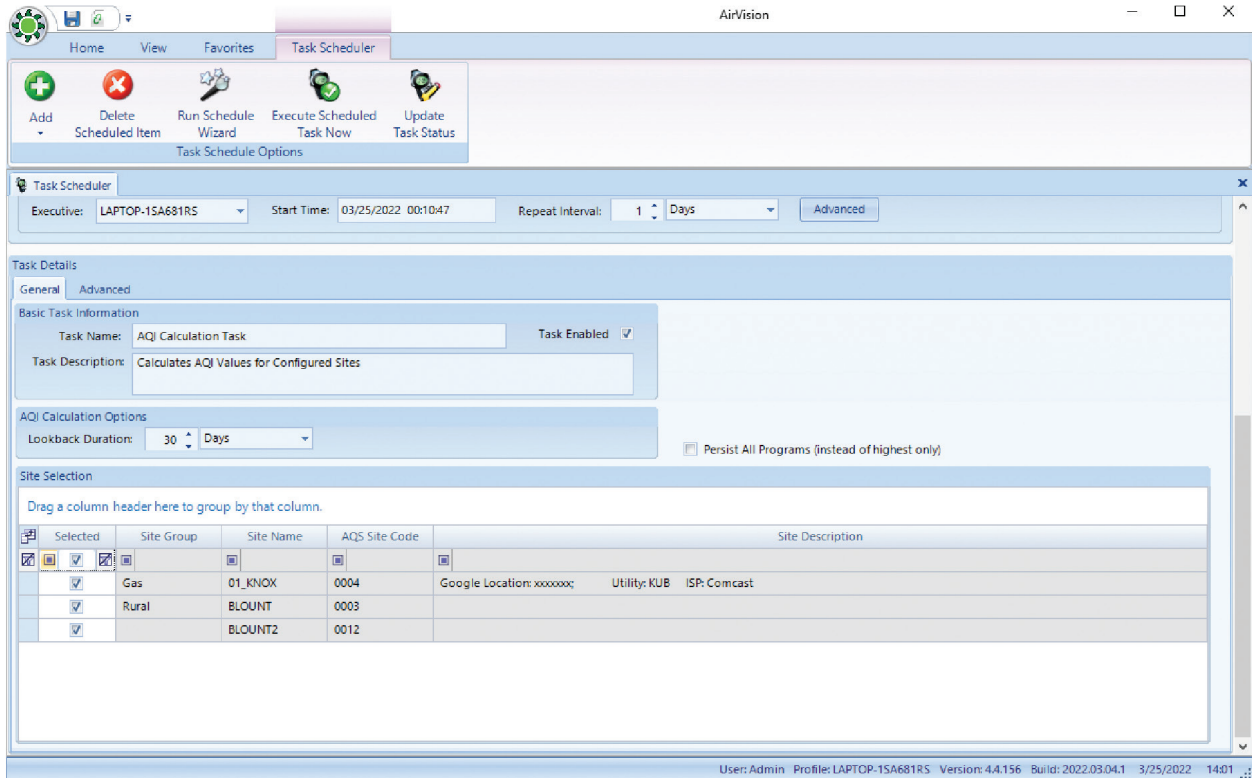 AirVision
Home View Favorites Task Scheduler
Add
Delete Scheduled Item
Run Schedule Wizard
Execute Scheduled Task Now
Update Task Status
Task Schedule Options
Task Scheduler
Executive: LAPTOP-1SA681RS Start Time: 03/25/2022 00:10:47 Repeat Interval: 1 Days Advanced
Task Details
General Advanced
Basic Task Information
Task Name: AQI Calculation Task Task Enabled
Task Description: Calculates AQI Values for Configured Sites
AQI Calculation Options
Lookback Duration: 30 Days
Persist All Programs (instead of highest only)
Site Selection
Drag a column header here to group by that column.
Selected Site Group Site Name AQS Site Code Site Description
Gas 01_KNOX 0004 Google Location: xxxxxxx; Utility: KUB ISP: Comcast
Rural BLOUNT 0003
BLOUNT2 0012
User: Admin Profile: LAPTOP-1SA681RS Version: 4.4.156 Build: 2022.03.04.1 3/25/2022 14:01